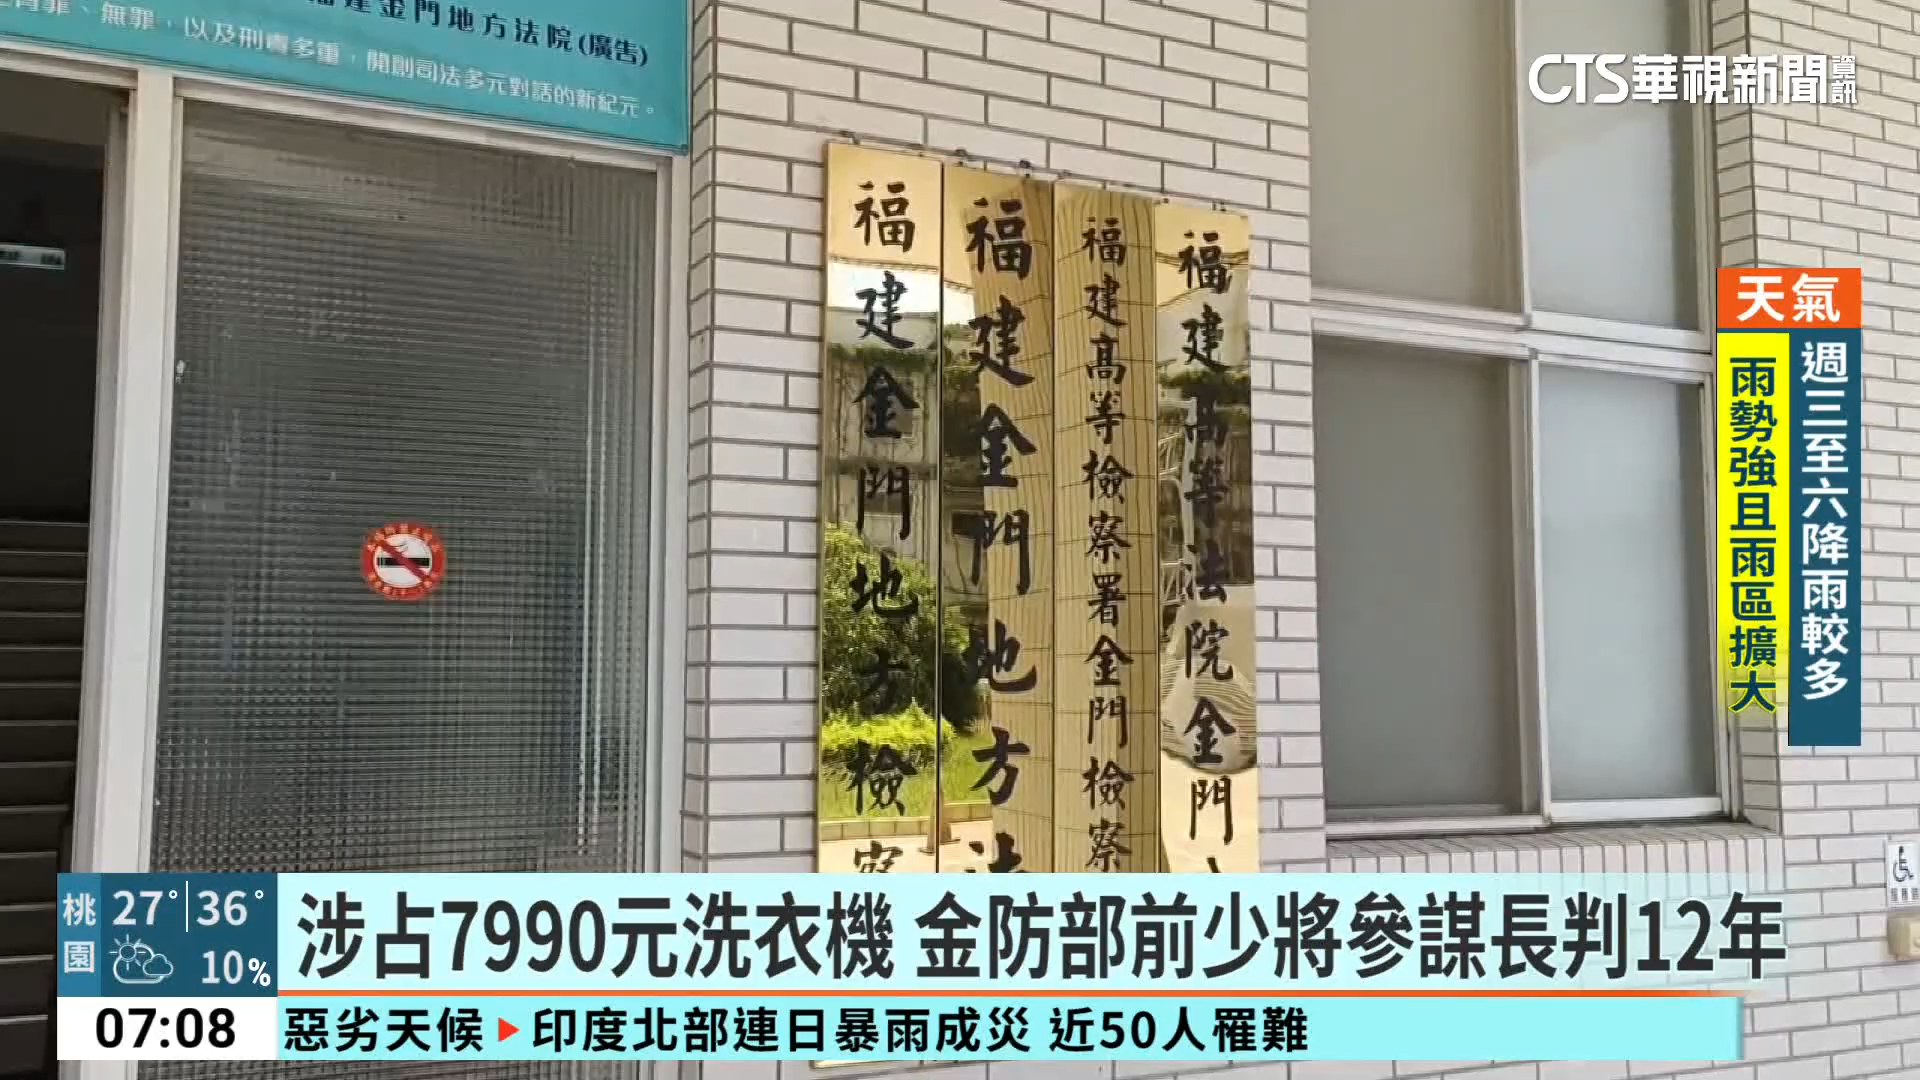 福建金門地方法院(廣告)
無罪，以及刑責多重，開創司法多元對話的新紀元。
CTS華視新聞資訊
福建金門地方檢察
福建金門地方法
福建高等檢察署金門檢察
福建高等法院金門
天氣
週三至六降雨較多
雨勢強且雨區擴大
桃園
27° 36°
10%
涉占7990元洗衣機 金防部前少將參謀長判12年
07:08
惡劣天候▶印度北部連日暴雨成災 近50人罹難